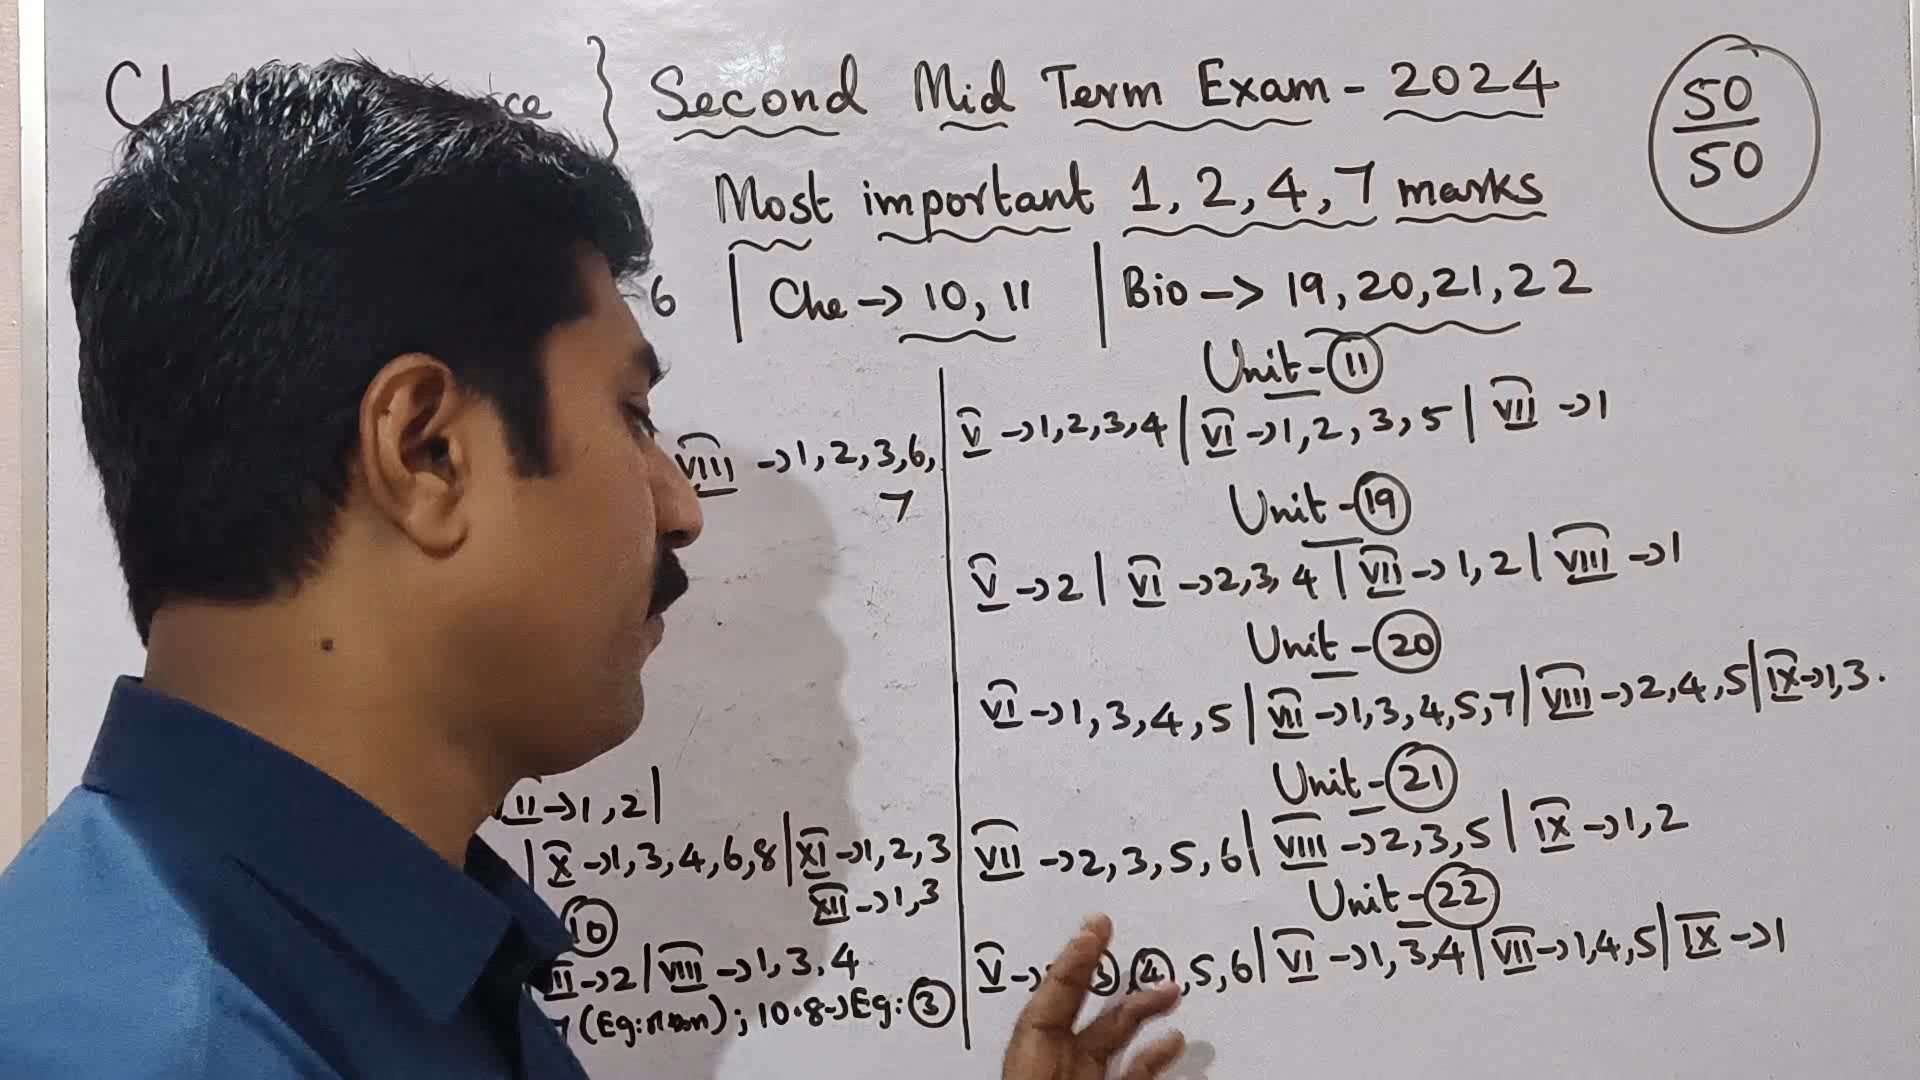 } Second Mid Term Exam - 2024
50
50
Most important 1, 2, 4, 7 marks
6 | Che -> 10, 11 | Bio -> 19, 20, 21, 22
VIII -> 1, 2, 3, 6,
7
II -> 1, 2 |
| X -> 1, 3, 4, 6, 8 | XI -> 1, 2, 3
XII -> 1, 3
10
II -> 2 | VIII -> 1, 3, 4
; 10.8 -> Eg: 3
Unit - 11
V -> 1, 2, 3, 4 | VI -> 1, 2, 3, 5 | VII -> 1
Unit - 19
V -> 2 | VI -> 2, 3, 4 | VII -> 1, 2 | VIII -> 1
Unit - 20
VI -> 1, 3, 4, 5 | VII -> 1, 3, 4, 5, 7 | VIII -> 2, 4, 5 | IX -> 1, 3.
Unit - 21
VII -> 2, 3, 5, 6 | VIII -> 2, 3, 5 | IX -> 1, 2
Unit - 22
V -> 3, 4, 5, 6 | VI -> 1, 3, 4 | VII -> 1, 4, 5 | IX -> 1